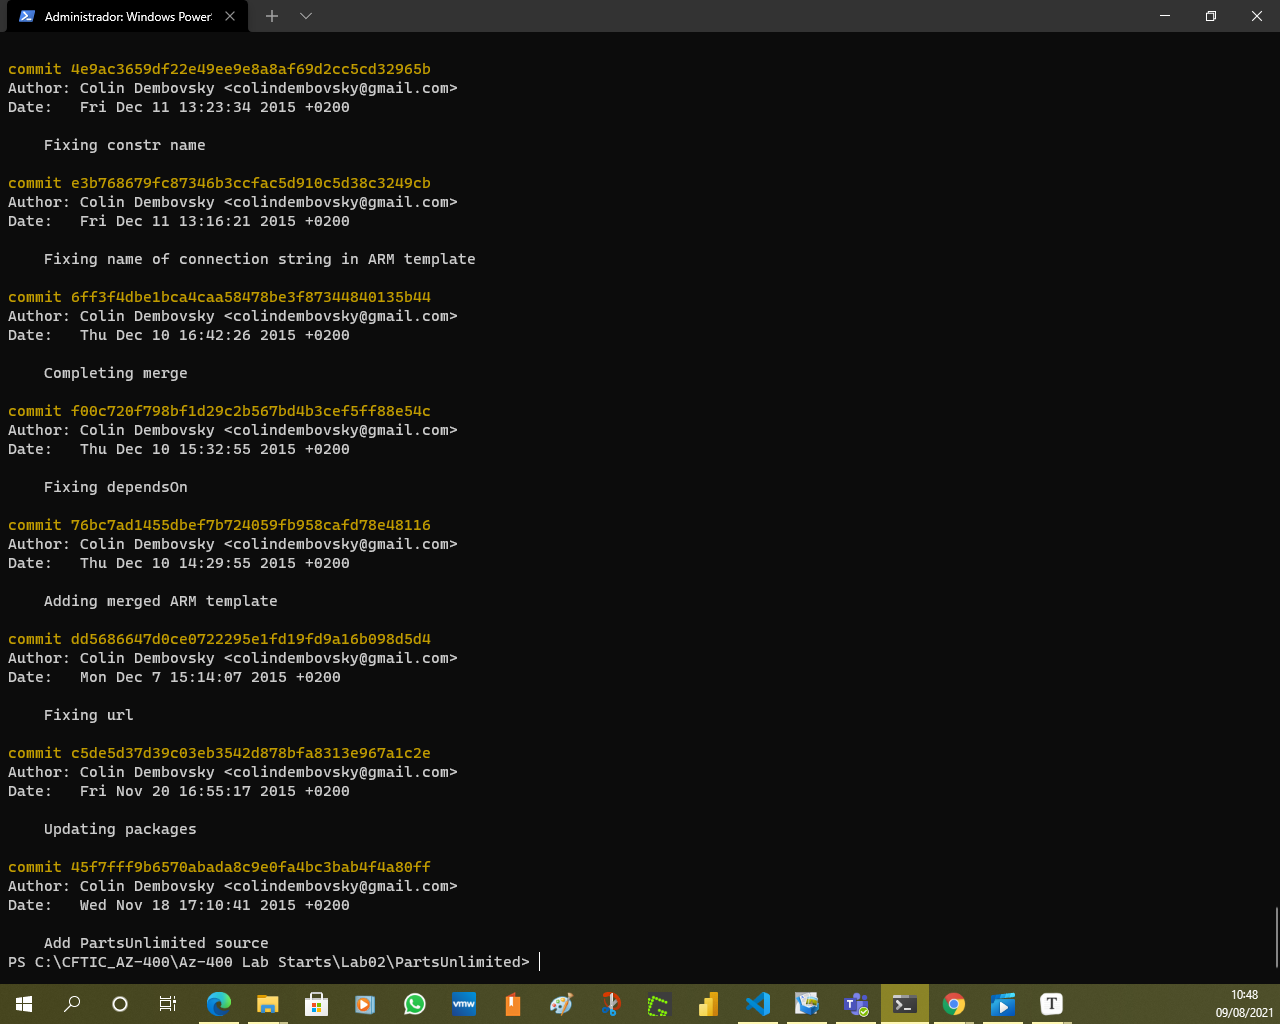 Administrador: Windows Power
commit 4e9ac3659df22e49ee9e8a8af69d2cc5cd32965b
Author: Colin Dembovsky <colindembovsky@gmail.com>
Date:   Fri Dec 11 13:23:34 2015 +0200
Fixing constr name
commit e3b768679fc87346b3ccfac5d910c5d38c3249cb
Author: Colin Dembovsky <colindembovsky@gmail.com>
Date:   Fri Dec 11 13:16:21 2015 +0200
Fixing name of connection string in ARM template
commit 6ff3f4dbe1bca4caa58478be3f87344840135b44
Author: Colin Dembovsky <colindembovsky@gmail.com>
Date:   Thu Dec 10 16:42:26 2015 +0200
Completing merge
commit f00c720f798bf1d29c2b567bd4b3cef5ff88e54c
Author: Colin Dembovsky <colindembovsky@gmail.com>
Date:   Thu Dec 10 15:32:55 2015 +0200
Fixing dependsOn
commit 76bc7ad1455dbef7b724059fb958cafd78e48116
Author: Colin Dembovsky <colindembovsky@gmail.com>
Date:   Thu Dec 10 14:29:55 2015 +0200
Adding merged ARM template
commit dd5686647d0ce0722295e1fd19fd9a16b098d5d4
Author: Colin Dembovsky <colindembovsky@gmail.com>
Date:   Mon Dec 7 15:14:07 2015 +0200
Fixing url
commit c5de5d37d39c03eb3542d878bfa8313e967a1c2e
Author: Colin Dembovsky <colindembovsky@gmail.com>
Date:   Fri Nov 20 16:55:17 2015 +0200
Updating packages
commit 45f7fff9b6570abada8c9e0fa4bc3bab4f4a80ff
Author: Colin Dembovsky <colindembovsky@gmail.com>
Date:   Wed Nov 18 17:10:41 2015 +0200
Add PartsUnlimited source
PS C:\CFTIC_AZ-400\Az-400 Lab Starts\Lab02\PartsUnlimited>
vmw
T
10:48
09/08/2021